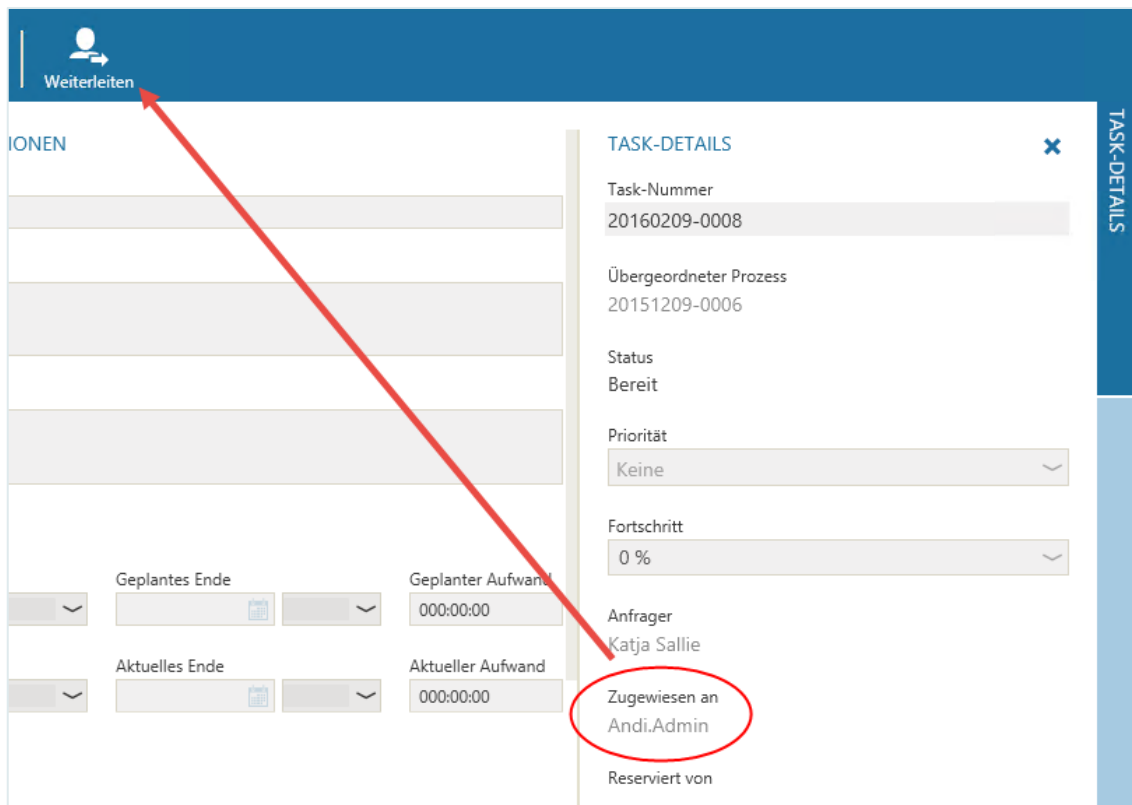 Weiterleiten
IONEN
Geplantes Ende
Geplanter Aufwand
000:00:00
Aktuelles Ende
Aktueller Aufwand
000:00:00
TASK-DETAILS
Task-Nummer
20160209-0008
Übergeordneter Prozess
20151209-0006
Status
Bereit
Priorität
Keine
Fortschritt
0 %
Anfrager
Katja Sallie
Zugewiesen an
Andi.Admin
Reserviert von
TASK-DETAILS